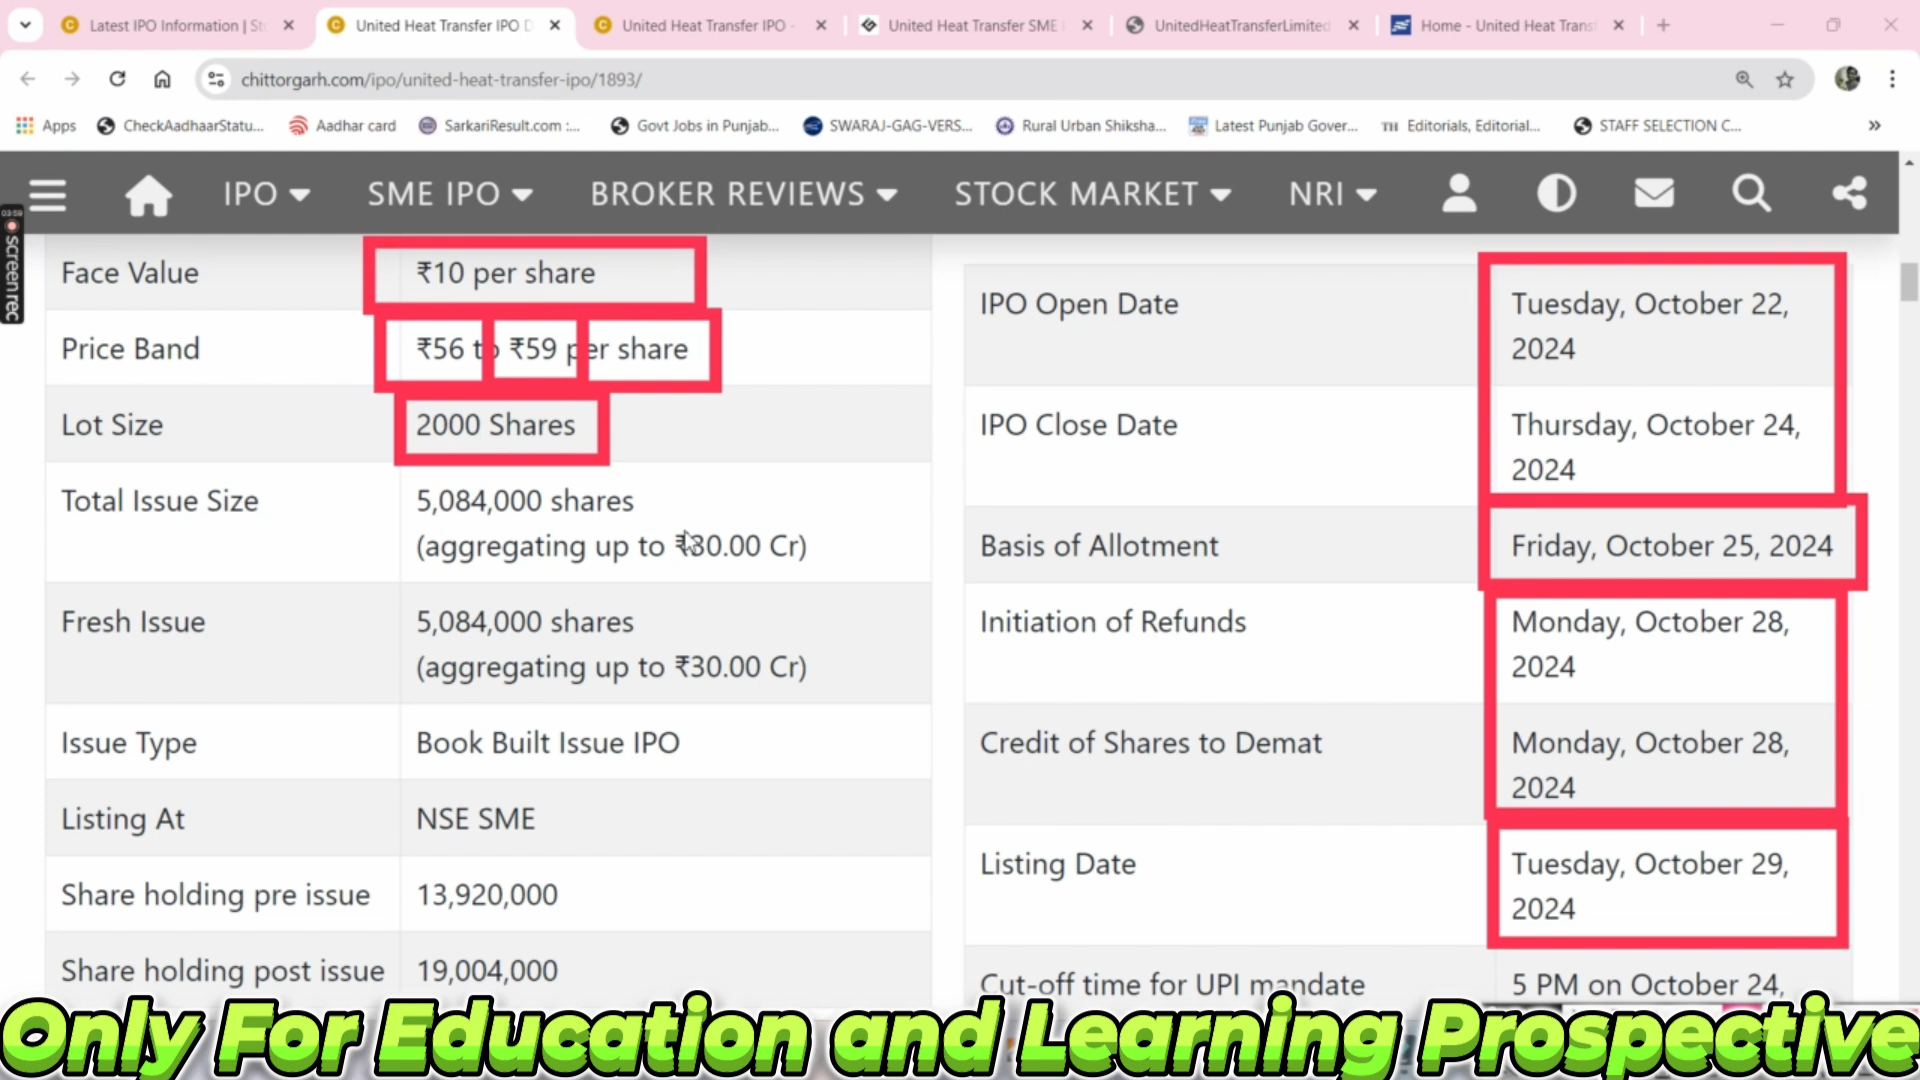 Latest IPO Information | St
United Heat Transfer IPO D
United Heat Transfer IPO -
United Heat Transfer SME
UnitedHeatTransferLimited
Home - United Heat Trans
chittorgarh.com/ipo/united-heat-transfer-ipo/1893/
Apps
CheckAadhaarStatu...
Aadhar card
SarkariResult.com :...
Govt Jobs in Punjab...
SWARAJ-GAG-VERS...
Rural Urban Shiksha...
Latest Punjab Gover...
TH Editorials, Editorial...
STAFF SELECTION C...
IPO
SME IPO
BROKER REVIEWS
STOCK MARKET
NRI
03:59
screenrec
Face Value
₹10 per share
Price Band
₹56 to ₹59 per share
Lot Size
2000 Shares
Total Issue Size
5,084,000 shares
(aggregating up to ₹30.00 Cr)
Fresh Issue
5,084,000 shares
(aggregating up to ₹30.00 Cr)
Issue Type
Book Built Issue IPO
Listing At
NSE SME
Share holding pre issue
13,920,000
Share holding post issue
19,004,000
IPO Open Date
Tuesday, October 22,
2024
IPO Close Date
Thursday, October 24,
2024
Basis of Allotment
Friday, October 25, 2024
Initiation of Refunds
Monday, October 28,
2024
Credit of Shares to Demat
Monday, October 28,
2024
Listing Date
Tuesday, October 29,
2024
Cut-off time for UPI mandate
5 PM on October 24,
Only For Education and Learning Prospective